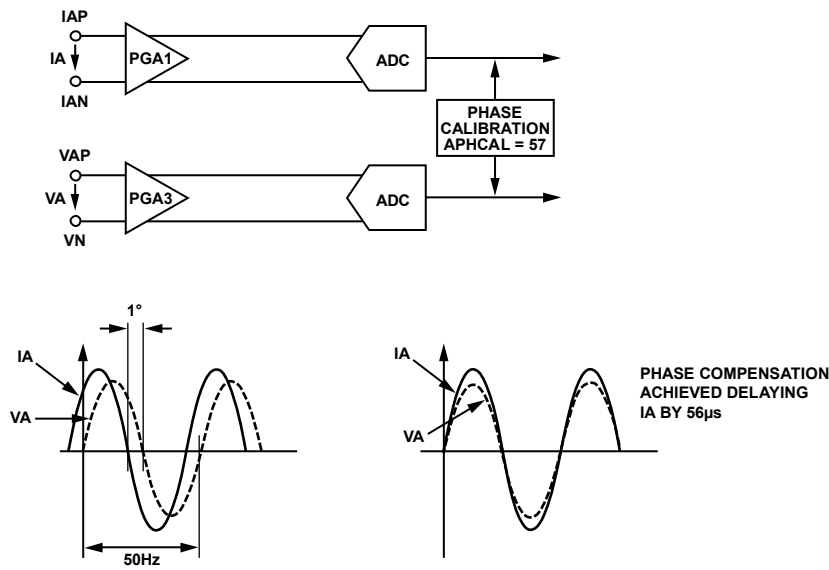 IAP
IA
PGA1
ADC
IAN
PHASE
CALIBRATION
APHCAL = 57
VAP
VA
PGA3
ADC
VN
1°
IA
VA
50Hz
IA
VA
PHASE COMPENSATION
ACHIEVED DELAYING
IA BY 56µs